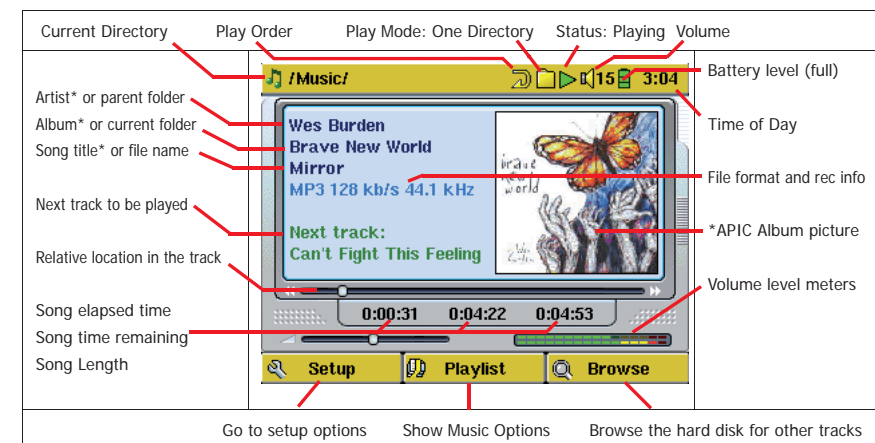 Current Directory
Play Order
Play Mode: One Directory
Status: Playing
Volume
/Music/
15
3:04
Battery level (full)
Artist* or parent folder
Album* or current folder
Song title* or file name
Wes Burden
Brave New World
Mirror
MP3 128 kb/s 44.1 kHz
brave
new
world
Time of Day
File format and rec info
Next track to be played
Next track:
Can't Fight This Feeling
*APIC Album picture
Relative location in the track
Volume level meters
Song elapsed time
Song time remaining
Song Length
0:00:31
0:04:22
0:04:53
Setup
Playlist
Browse
Go to setup options
Show Music Options
Browse the hard disk for other tracks